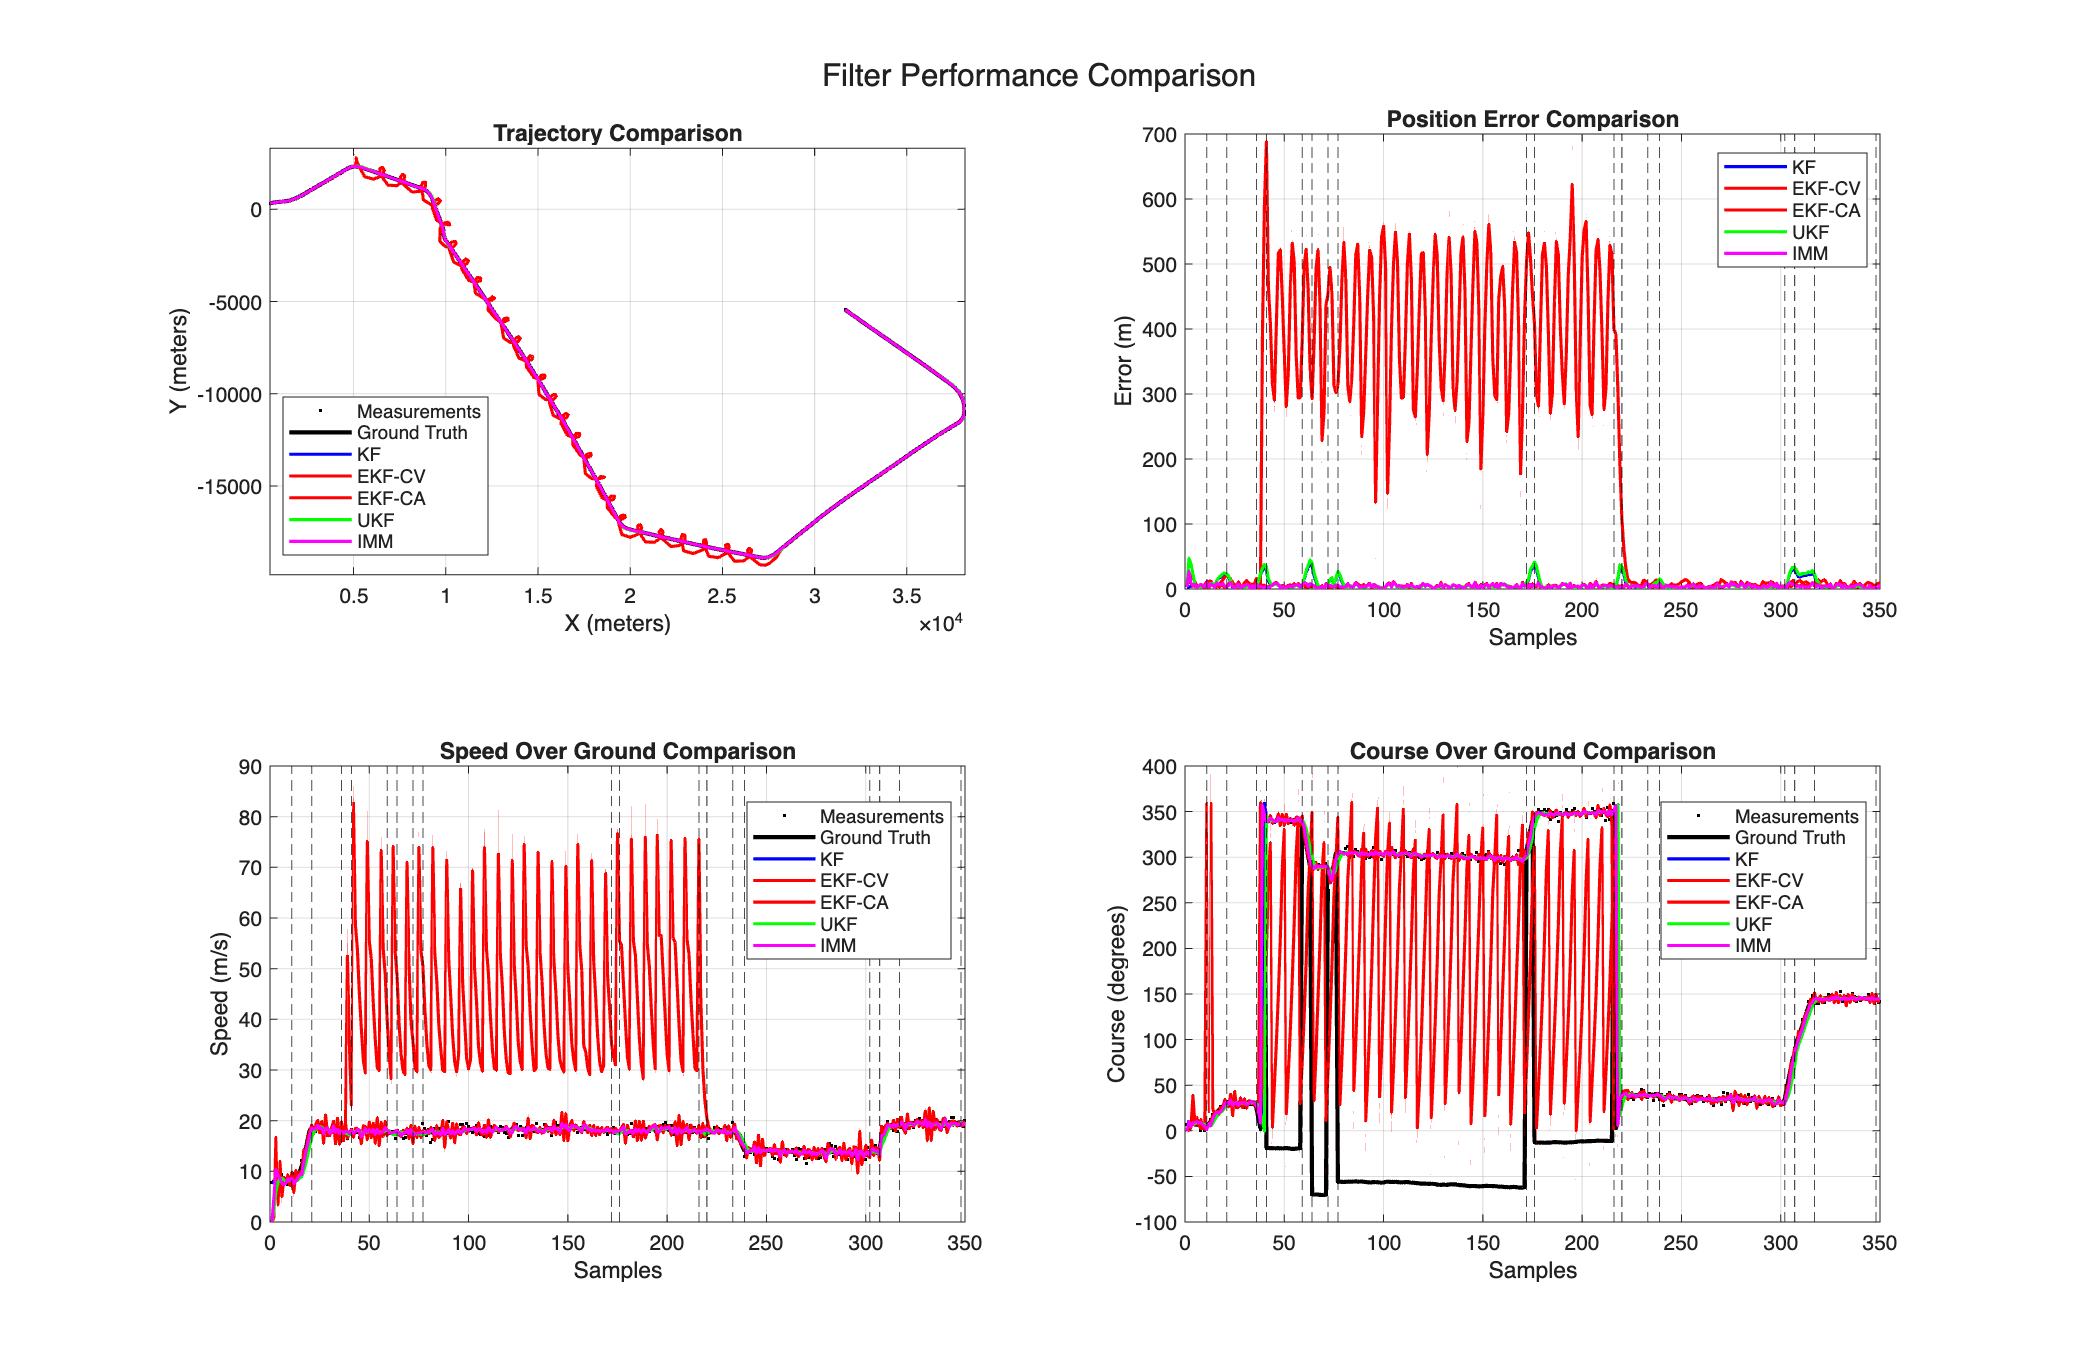 Filter Performance Comparison
Trajectory Comparison
Y (meters)
0
-5000
-10000
-15000
Measurements
Ground Truth
KF
EKF-CV
EKF-CA
UKF
IMM
0.5 1 1.5 2 2.5 3 3.5
X (meters)
×10⁴
Position Error Comparison
Error (m)
700
600
500
400
300
200
100
0
KF
EKF-CV
EKF-CA
UKF
IMM
0 50 100 150 200 250 300 350
Samples
Speed Over Ground Comparison
Speed (m/s)
90
80
70
60
50
40
30
20
10
0
Measurements
Ground Truth
KF
EKF-CV
EKF-CA
UKF
IMM
0 50 100 150 200 250 300 350
Samples
Course Over Ground Comparison
Course (degrees)
400
350
300
250
200
150
100
50
0
-50
-100
Measurements
Ground Truth
KF
EKF-CV
EKF-CA
UKF
IMM
0 50 100 150 200 250 300 350
Samples